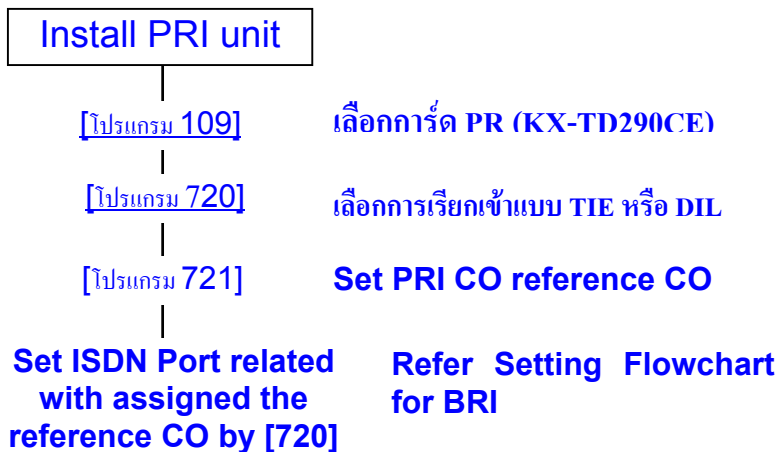 Install PRI unit
[โปรแกรม 109] เลือกการ์ด PR (KX-TD290CE)
[โปรแกรม 720] เลือกการเรียกเข้าแบบ TIE หรือ DIL
[โปรแกรม 721] Set PRI CO reference CO
Set ISDN Port related
with assigned the
reference CO by [720]
Refer Setting Flowchart
for BRI